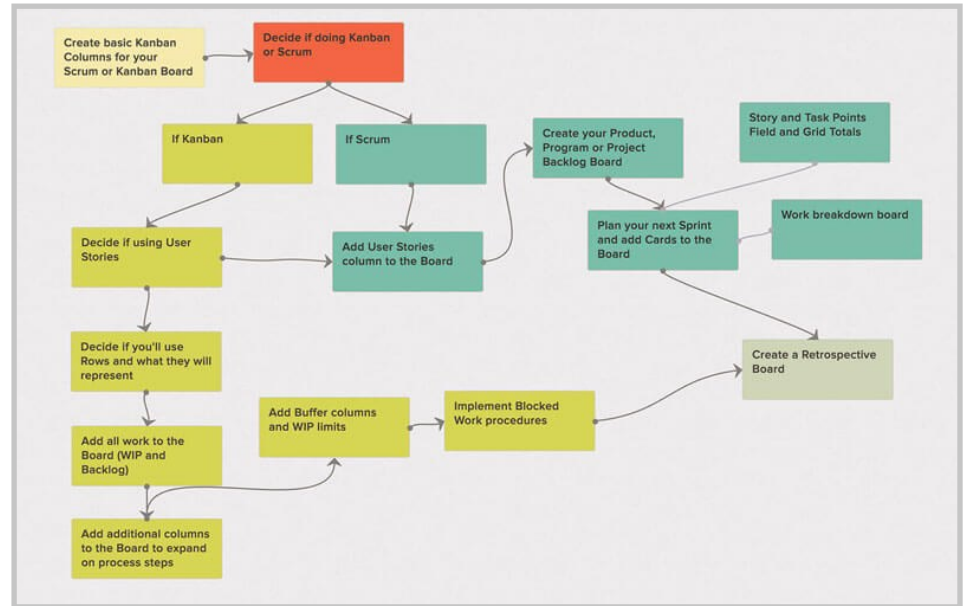 Create basic Kanban
Columns for your
Scrum or Kanban Board
Decide if doing Kanban
or Scrum
If Kanban
If Scrum
Create your Product,
Program or Project
Backlog Board
Story and Task Points
Field and Grid Totals
Decide if using User
Stories
Add User Stories
column to the Board
Plan your next Sprint
and add Cards to the
Board
Work breakdown board
Decide if you'll use
Rows and what they will
represent
Create a Retrospective
Board
Add all work to the
Board (WIP and
Backlog)
Add Buffer columns
and WIP limits
Implement Blocked
Work procedures
Add additional columns
to the Board to expand
on process steps